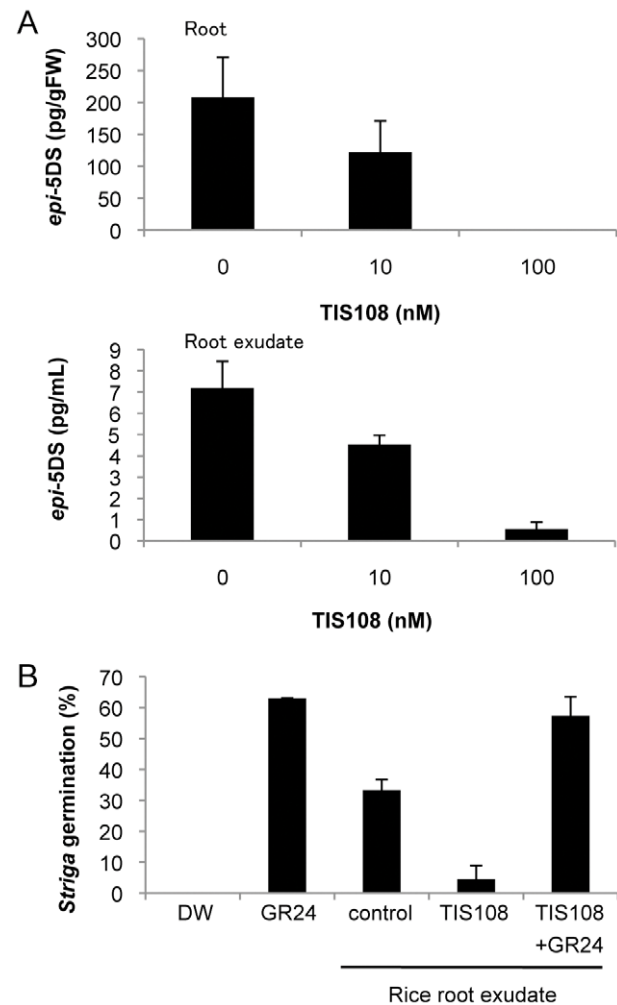 A
Root
epi-5DS (pg/gFW)
300
250
200
150
100
50
0
0 10 100
TIS108 (nM)
Root exudate
epi-5DS (pg/mL)
9
8
7
6
5
4
3
2
1
0
0 10 100
TIS108 (nM)
B
Striga germination (%)
70
60
50
40
30
20
10
0
DW GR24 control TIS108 TIS108
+GR24
Rice root exudate